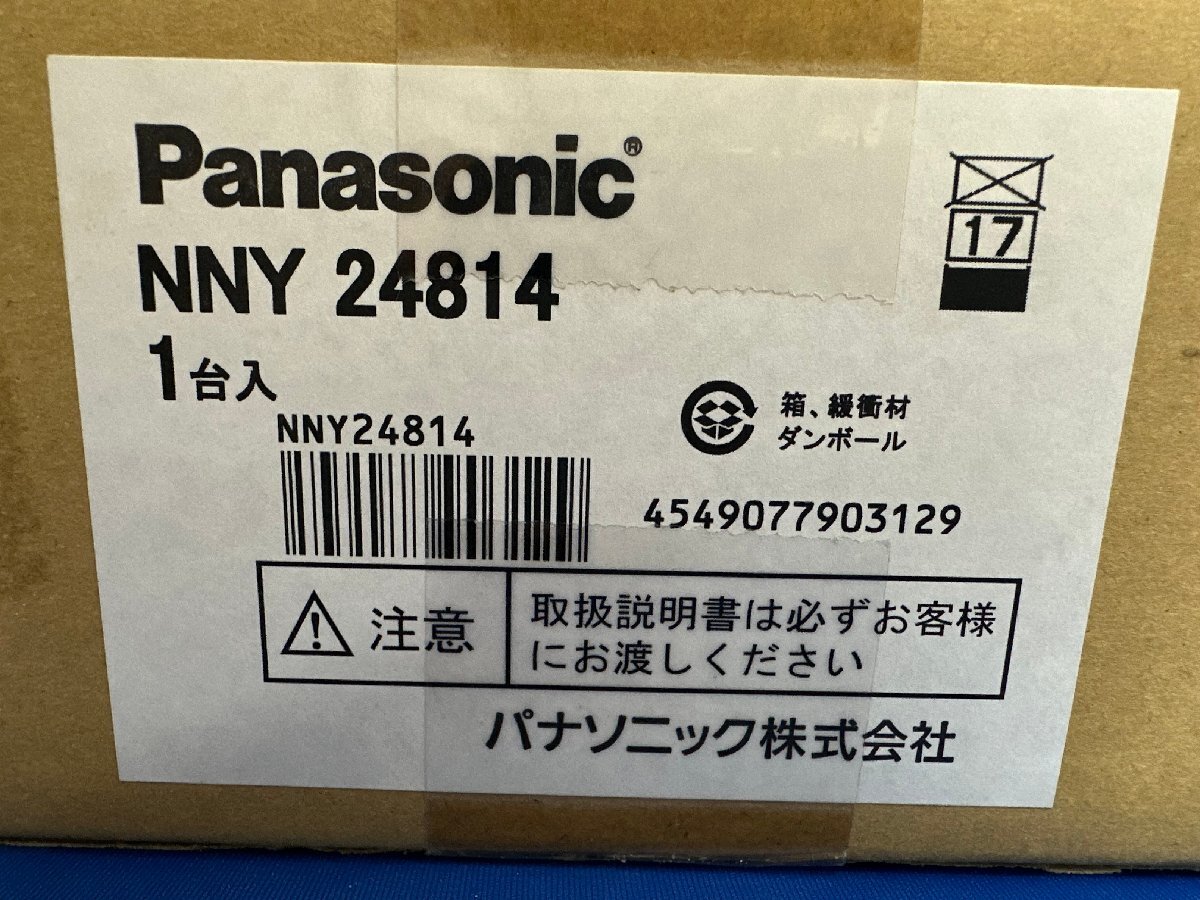 Panasonic®
NNY 24814
1台入
17
NNY24814
箱、緩衝材
ダンボール
4549077903129
注意
取扱説明書は必ずお客様
にお渡しください
パナソニック株式会社